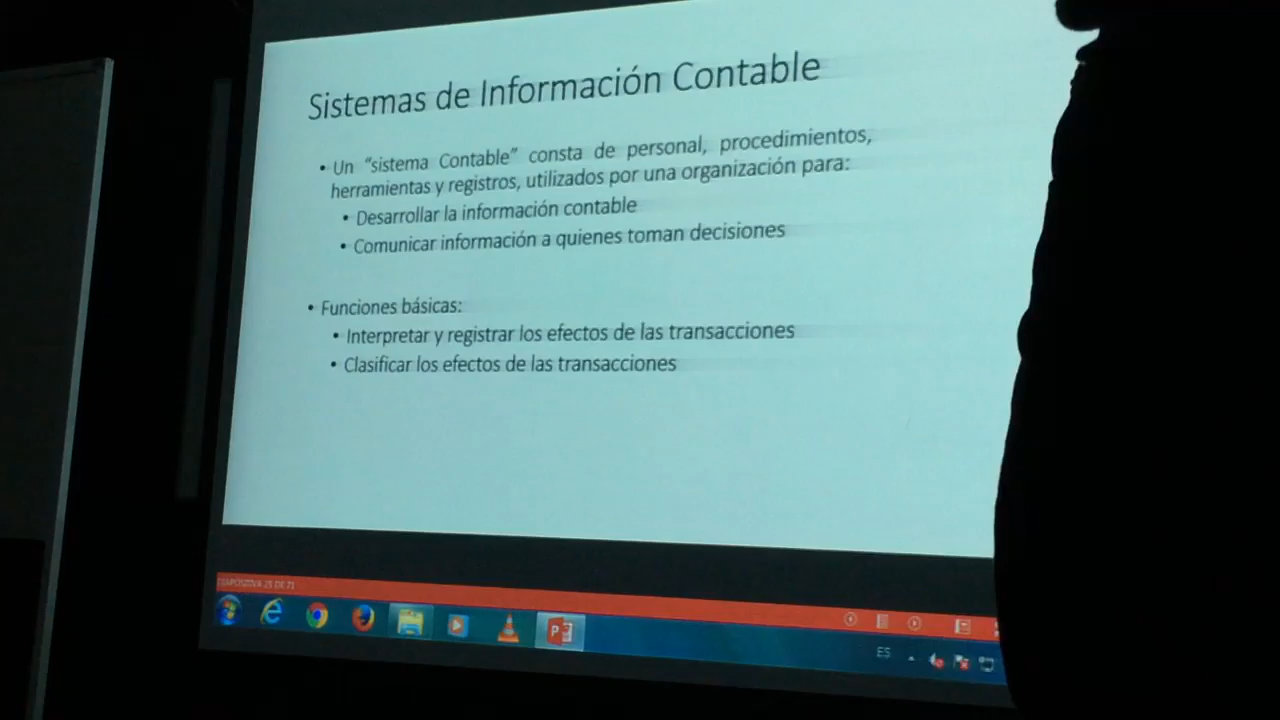 Sistemas de Información Contable
• Un “sistema Contable” consta de personal, procedimientos,
herramientas y registros, utilizados por una organización para:
• Desarrollar la información contable
• Comunicar información a quienes toman decisiones
• Funciones básicas:
• Interpretar y registrar los efectos de las transacciones
• Clasificar los efectos de las transacciones
DE 71
ES